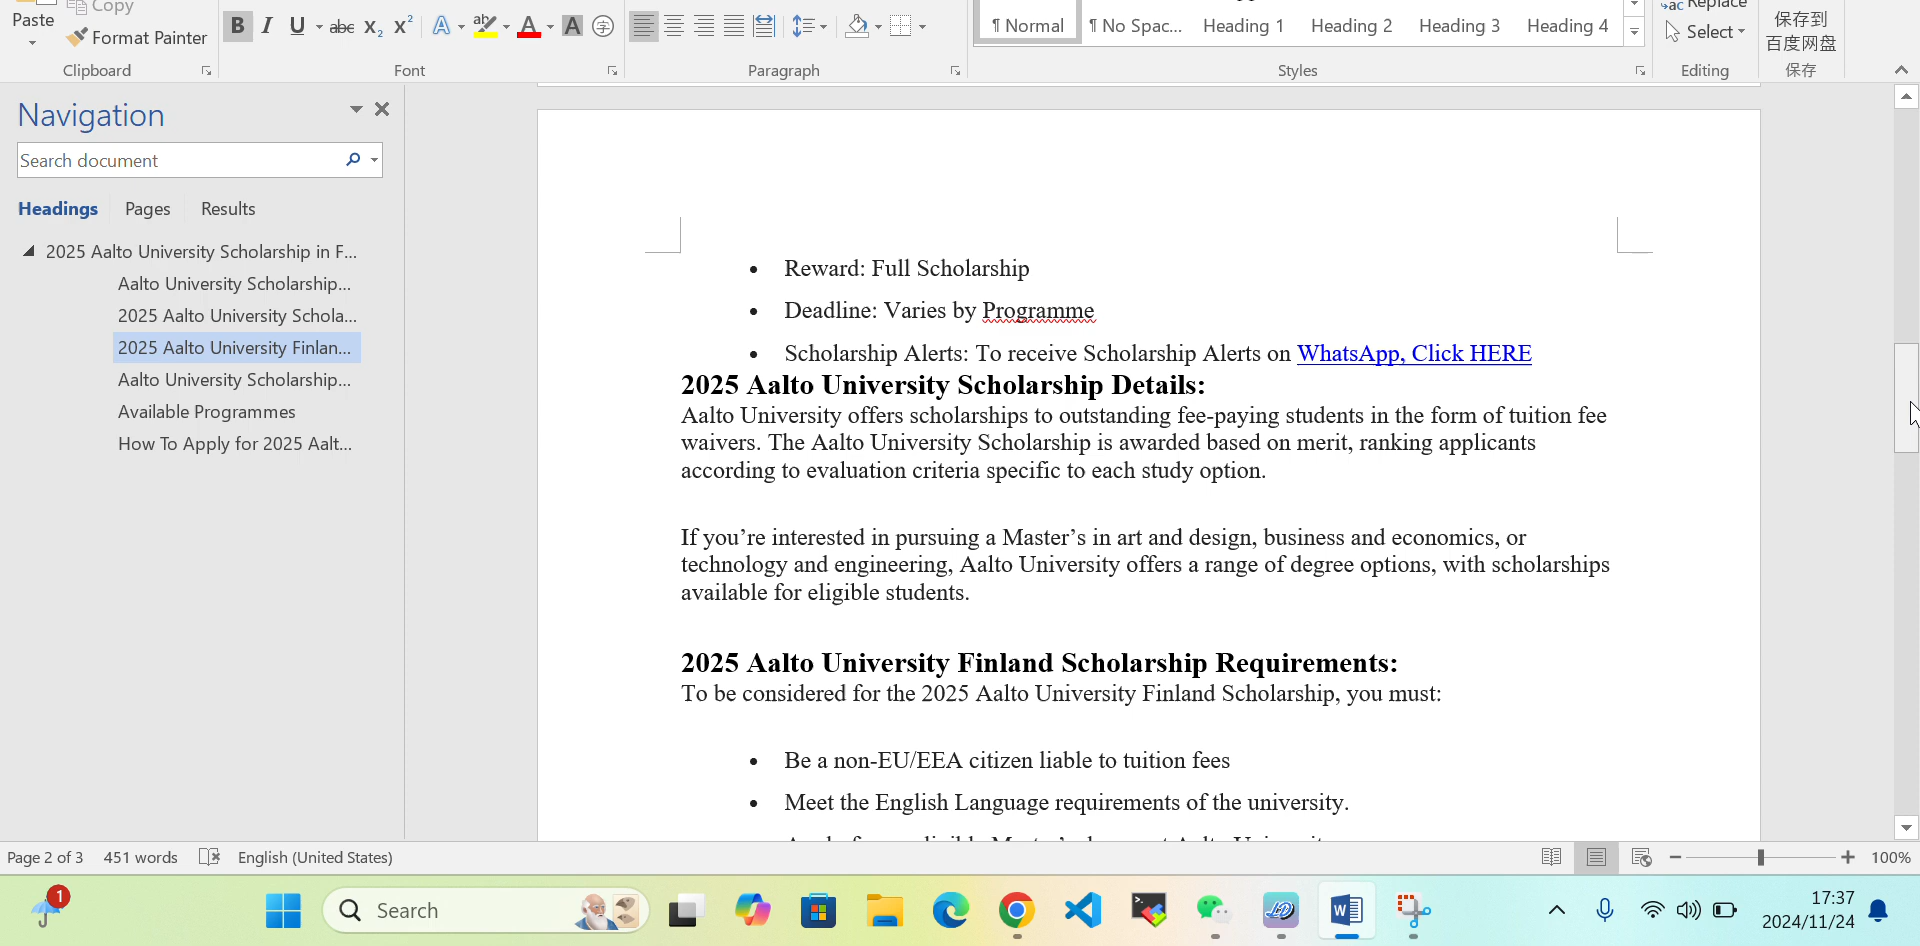 Paste
Copy
Format Painter
Clipboard
B I U abc X₂ X² A ab A A 字
Font
Paragraph
¶ Normal
¶ No Spac...
Heading 1
Heading 2
Heading 3
Heading 4
Styles
Replace
Select
Editing
保存到
百度网盘
保存
Navigation
Search document
Headings
Pages
Results
2025 Aalto University Scholarship in F...
Aalto University Scholarship...
2025 Aalto University Schola...
2025 Aalto University Finlan...
Aalto University Scholarship...
Available Programmes
How To Apply for 2025 Aalt...
• Reward: Full Scholarship
• Deadline: Varies by Programme
• Scholarship Alerts: To receive Scholarship Alerts on WhatsApp, Click HERE
2025 Aalto University Scholarship Details:
Aalto University offers scholarships to outstanding fee-paying students in the form of tuition fee
waivers. The Aalto University Scholarship is awarded based on merit, ranking applicants
according to evaluation criteria specific to each study option.
If you’re interested in pursuing a Master’s in art and design, business and economics, or
technology and engineering, Aalto University offers a range of degree options, with scholarships
available for eligible students.
2025 Aalto University Finland Scholarship Requirements:
To be considered for the 2025 Aalto University Finland Scholarship, you must:
• Be a non-EU/EEA citizen liable to tuition fees
• Meet the English Language requirements of the university.
Page 2 of 3
451 words
English (United States)
100%
1
Search
17:37
2024/11/24